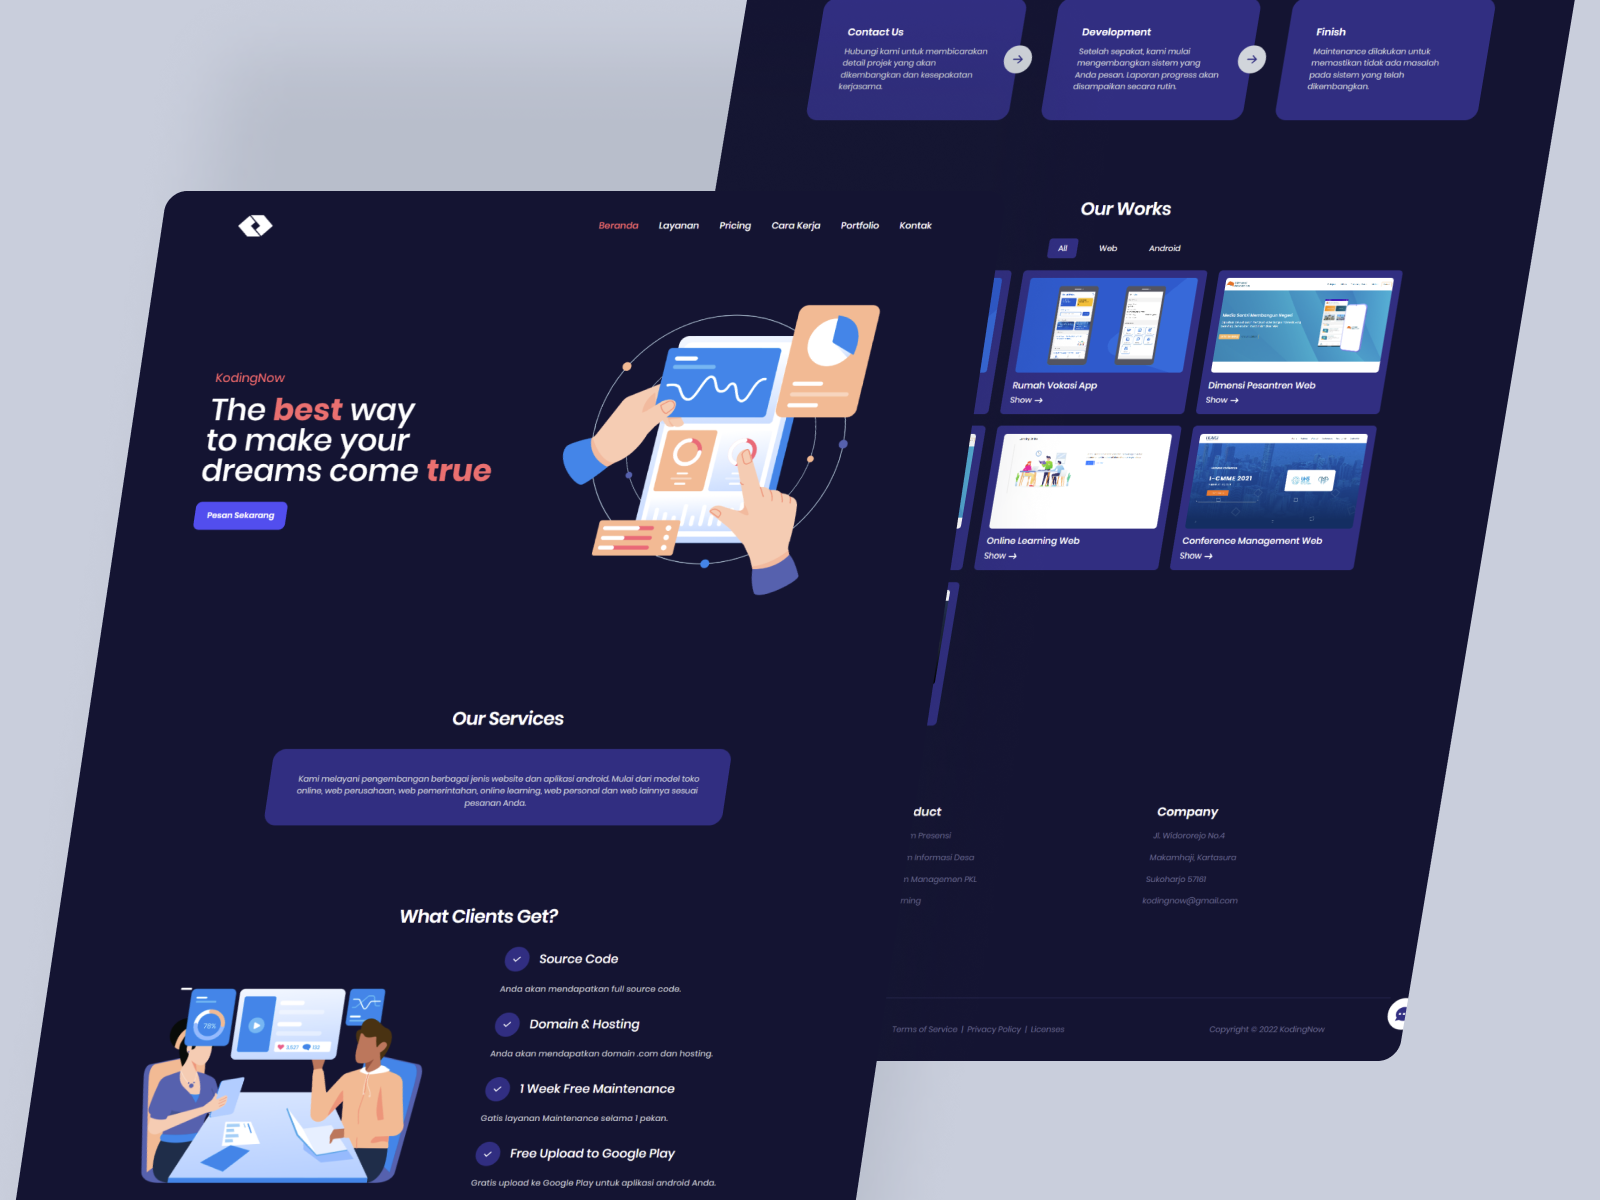 Beranda Layanan Pricing Cara Kerja Portfolio Kontak
KodingNow
The best way
to make your
dreams come true
Pesan Sekarang
Our Services
Kami melayani pengembangan berbagai jenis website dan aplikasi android. Mulai dari model toko
online, web perusahaan, web pemerintahan, online learning, web personal dan web lainnya sesuai
pesanan Anda.
What Clients Get?
78%
Source Code
Anda akan mendapatkan full source code.
Domain & Hosting
Anda akan mendapatkan domain .com dan hosting.
1 Week Free Maintenance
Gatis layanan Maintenance selama 1 pekan.
Free Upload to Google Play
Gratis upload ke Google Play untuk aplikasi android Anda.
Contact Us
Hubungi kami untuk membicarakan
detail projek yang akan
dikembangkan dan kesepakatan
kerjasama.
Development
Setelah sepakat, kami mulai
mengembangkan sistem yang
Anda pesan. Laporan progress akan
disampaikan secara rutin.
Finish
Maintenance dilakukan untuk
memastikan tidak ada masalah
pada sistem yang telah
dikembangkan.
Our Works
All Web Android
Rumah Vokasi App
Show →
Media Santri Membangun Negeri
Dimensi Pesantren Web
Show →
Online Learning Web
Show →
I-CMME 2021
Conference Management Web
Show →
duct
n Presensi
n Informasi Desa
n Managemen PKL
rning
Company
Jl. Widororejo No.4
Makamhaji, Kartasura
Sukoharjo 57161
kodingnow@gmail.com
Terms of Service | Privacy Policy | Licenses
Copyright © 2022 KodingNow